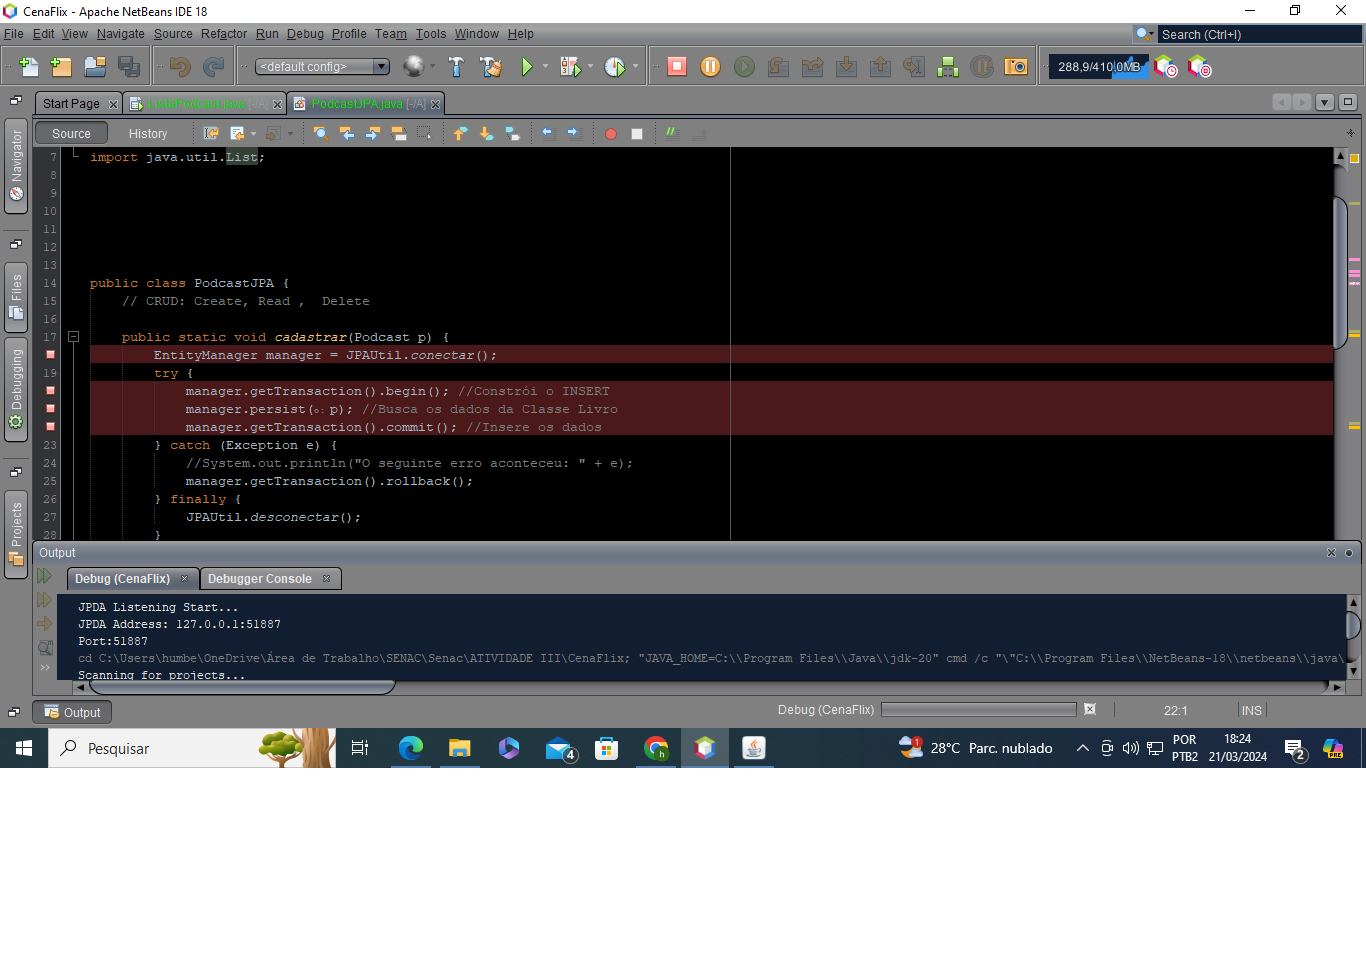 CenaFlix - Apache NetBeans IDE 18
File Edit View Navigate Source Refactor Run Debug Profile Team Tools Window Help
Search (Ctrl+I)
<default config>
288,9/410,0MB
Start Page
[-/A]
PodcastJPA.java [-/A]
Source
History
Navigator
Files
Debugging
Projects
7 import java.util.List;
8
9
10
11
12
13
14 public class PodcastJPA {
15 // CRUD: Create, Read , Delete
16
17 public static void cadastrar(Podcast p) {
EntityManager manager = JPAUtil.conectar();
19 try {
manager.getTransaction().begin(); //Constrói o INSERT
manager.persist(o: p); //Busca os dados da Classe Livro
manager.getTransaction().commit(); //Insere os dados
23 } catch (Exception e) {
24 //System.out.println("O seguinte erro aconteceu: " + e);
25 manager.getTransaction().rollback();
26 } finally {
27 JPAUtil.desconectar();
28 }
Output
Debug (CenaFlix)
Debugger Console
JPDA Listening Start...
JPDA Address: 127.0.0.1:51887
Port:51887
cd C:\Users\humbe\OneDrive\Área de Trabalho\SENAC\Senac\ATIVIDADE III\CenaFlix; "JAVA_HOME=C:\\Program Files\\Java\\jdk-20" cmd /c "\"C:\\Program Files\\NetBeans-18\\netbeans\\java\
Scanning for projects...
Output
Debug (CenaFlix)
22:1
INS
Pesquisar
4
1
28°C Parc. nublado
POR
PTB2
18:24
21/03/2024
2
PRE